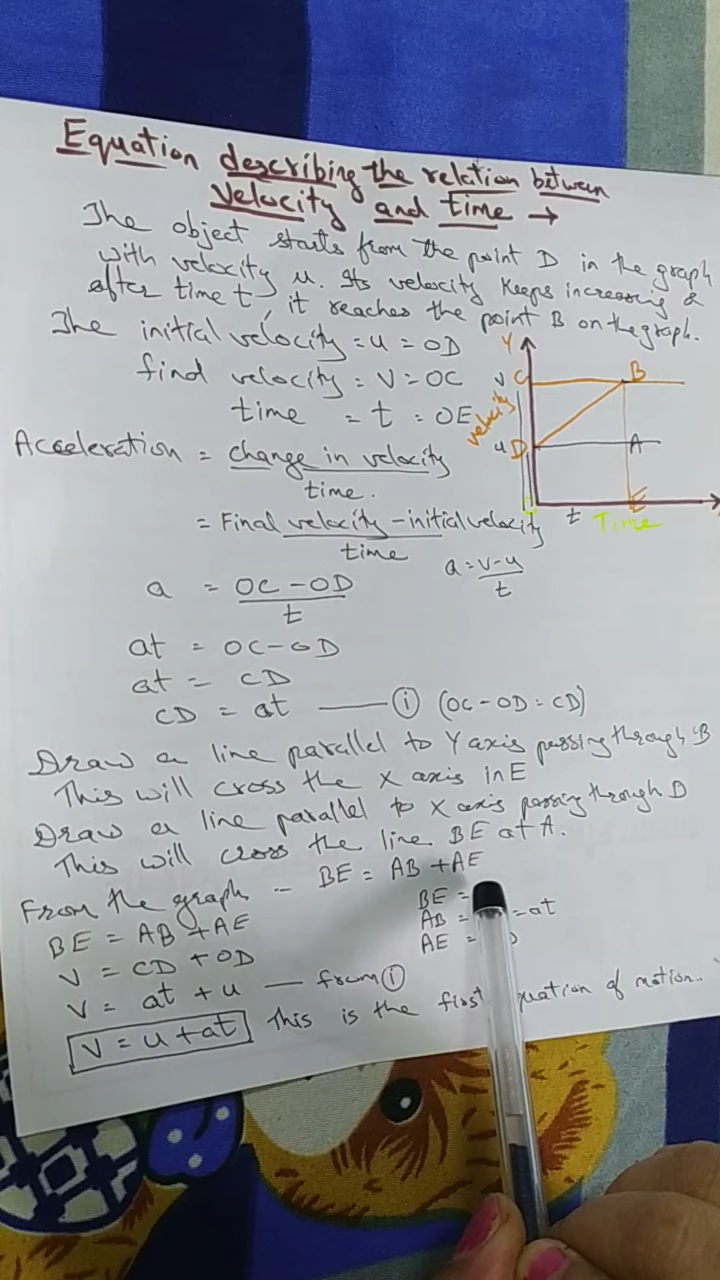 Equation describing the relation between
Velocity and time →
The object starts from the point D in the graph
with velocity u. Its velocity keeps increasing &
after time t, it reaches the point B on the graph.
The initial velocity = u = OD
find velocity = v = OC
time = t = OE
Acceleration = change in velocity
time.
= Final velocity - initial velocity
time
a = v-u
t
a = OC - OD
t
at = OC - OD
at = CD
CD = at —— (i) (OC - OD = CD)
Y
v C B
velocity
u D A
E
t Time
Draw a line parallel to Y axis passing through B
This will cross the X axis in E
Draw a line parallel to X axis passing through D
This will cross the line BE at A.
From the graph - BE = AB + AE
BE = AB + AE
V = CD + OD
V = at + u — from (i)
V = u + at This is the first equation of motion..
BE =
AB = = at
AE =